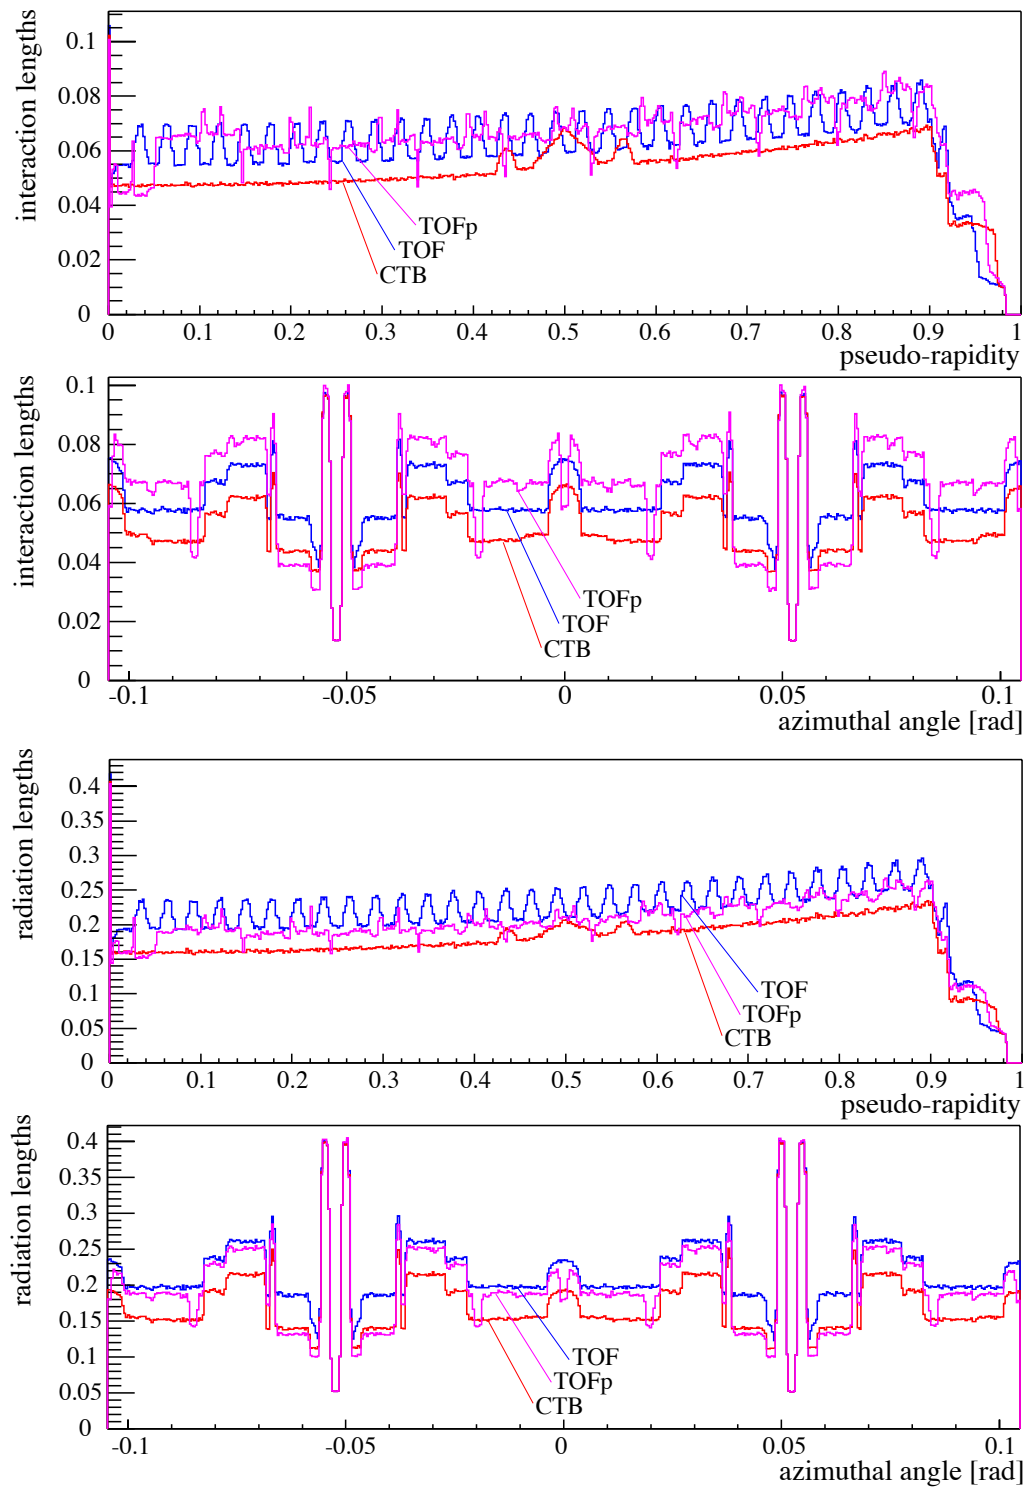 interaction lengths
0.1
0.08
0.06
0.04
0.02
0
TOFp
TOF
CTB
0 0.1 0.2 0.3 0.4 0.5 0.6 0.7 0.8 0.9 1
pseudo-rapidity
interaction lengths
0.1
0.08
0.06
0.04
0.02
0
TOFp
TOF
CTB
-0.1 -0.05 0 0.05 0.1
azimuthal angle [rad]
radiation lengths
0.4
0.35
0.3
0.25
0.2
0.15
0.1
0.05
0
TOF
TOFp
CTB
0 0.1 0.2 0.3 0.4 0.5 0.6 0.7 0.8 0.9 1
pseudo-rapidity
radiation lengths
0.4
0.35
0.3
0.25
0.2
0.15
0.1
0.05
0
TOF
TOFp
CTB
-0.1 -0.05 0 0.05 0.1
azimuthal angle [rad]